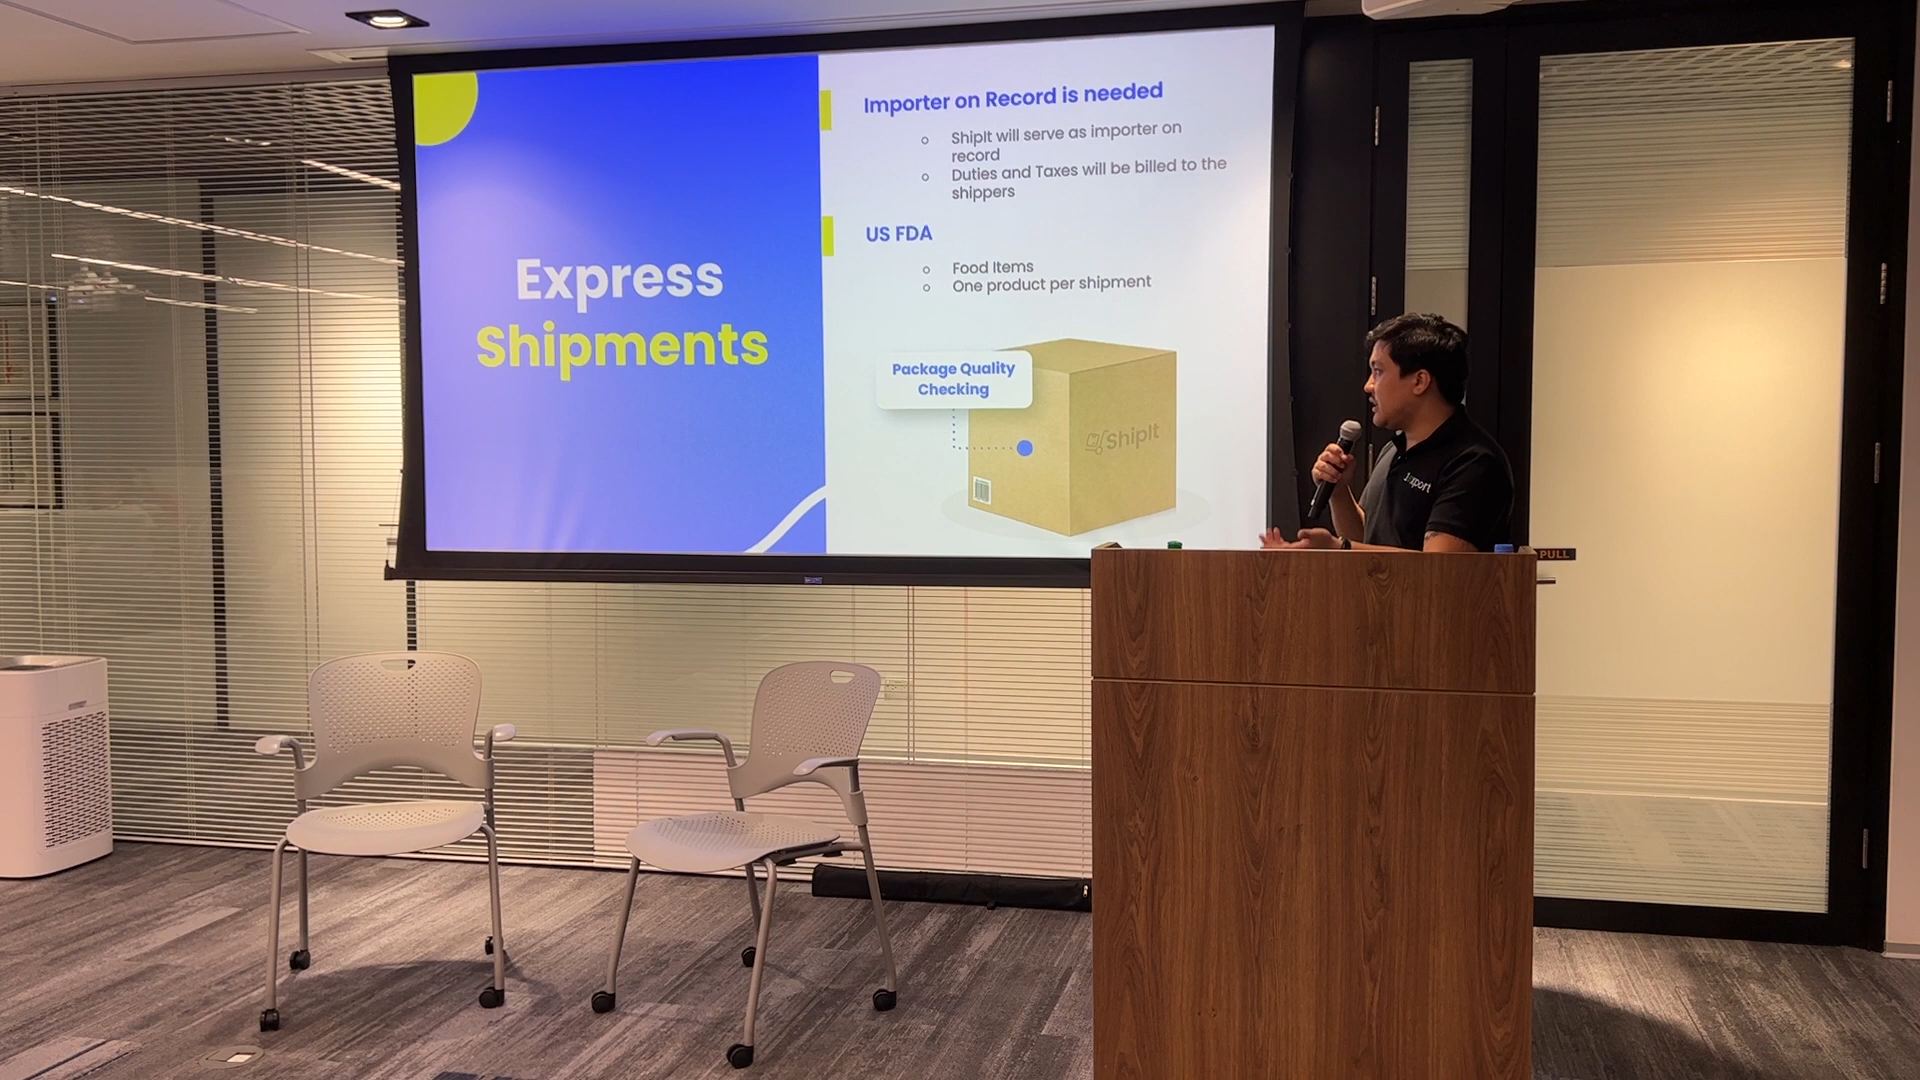 Express
Shipments
Importer on Record is needed
ShipIt will serve as importer on
record
Duties and Taxes will be billed to the
shippers
US FDA
Food Items
One product per shipment
Package Quality
Checking
ShipIt
PULL